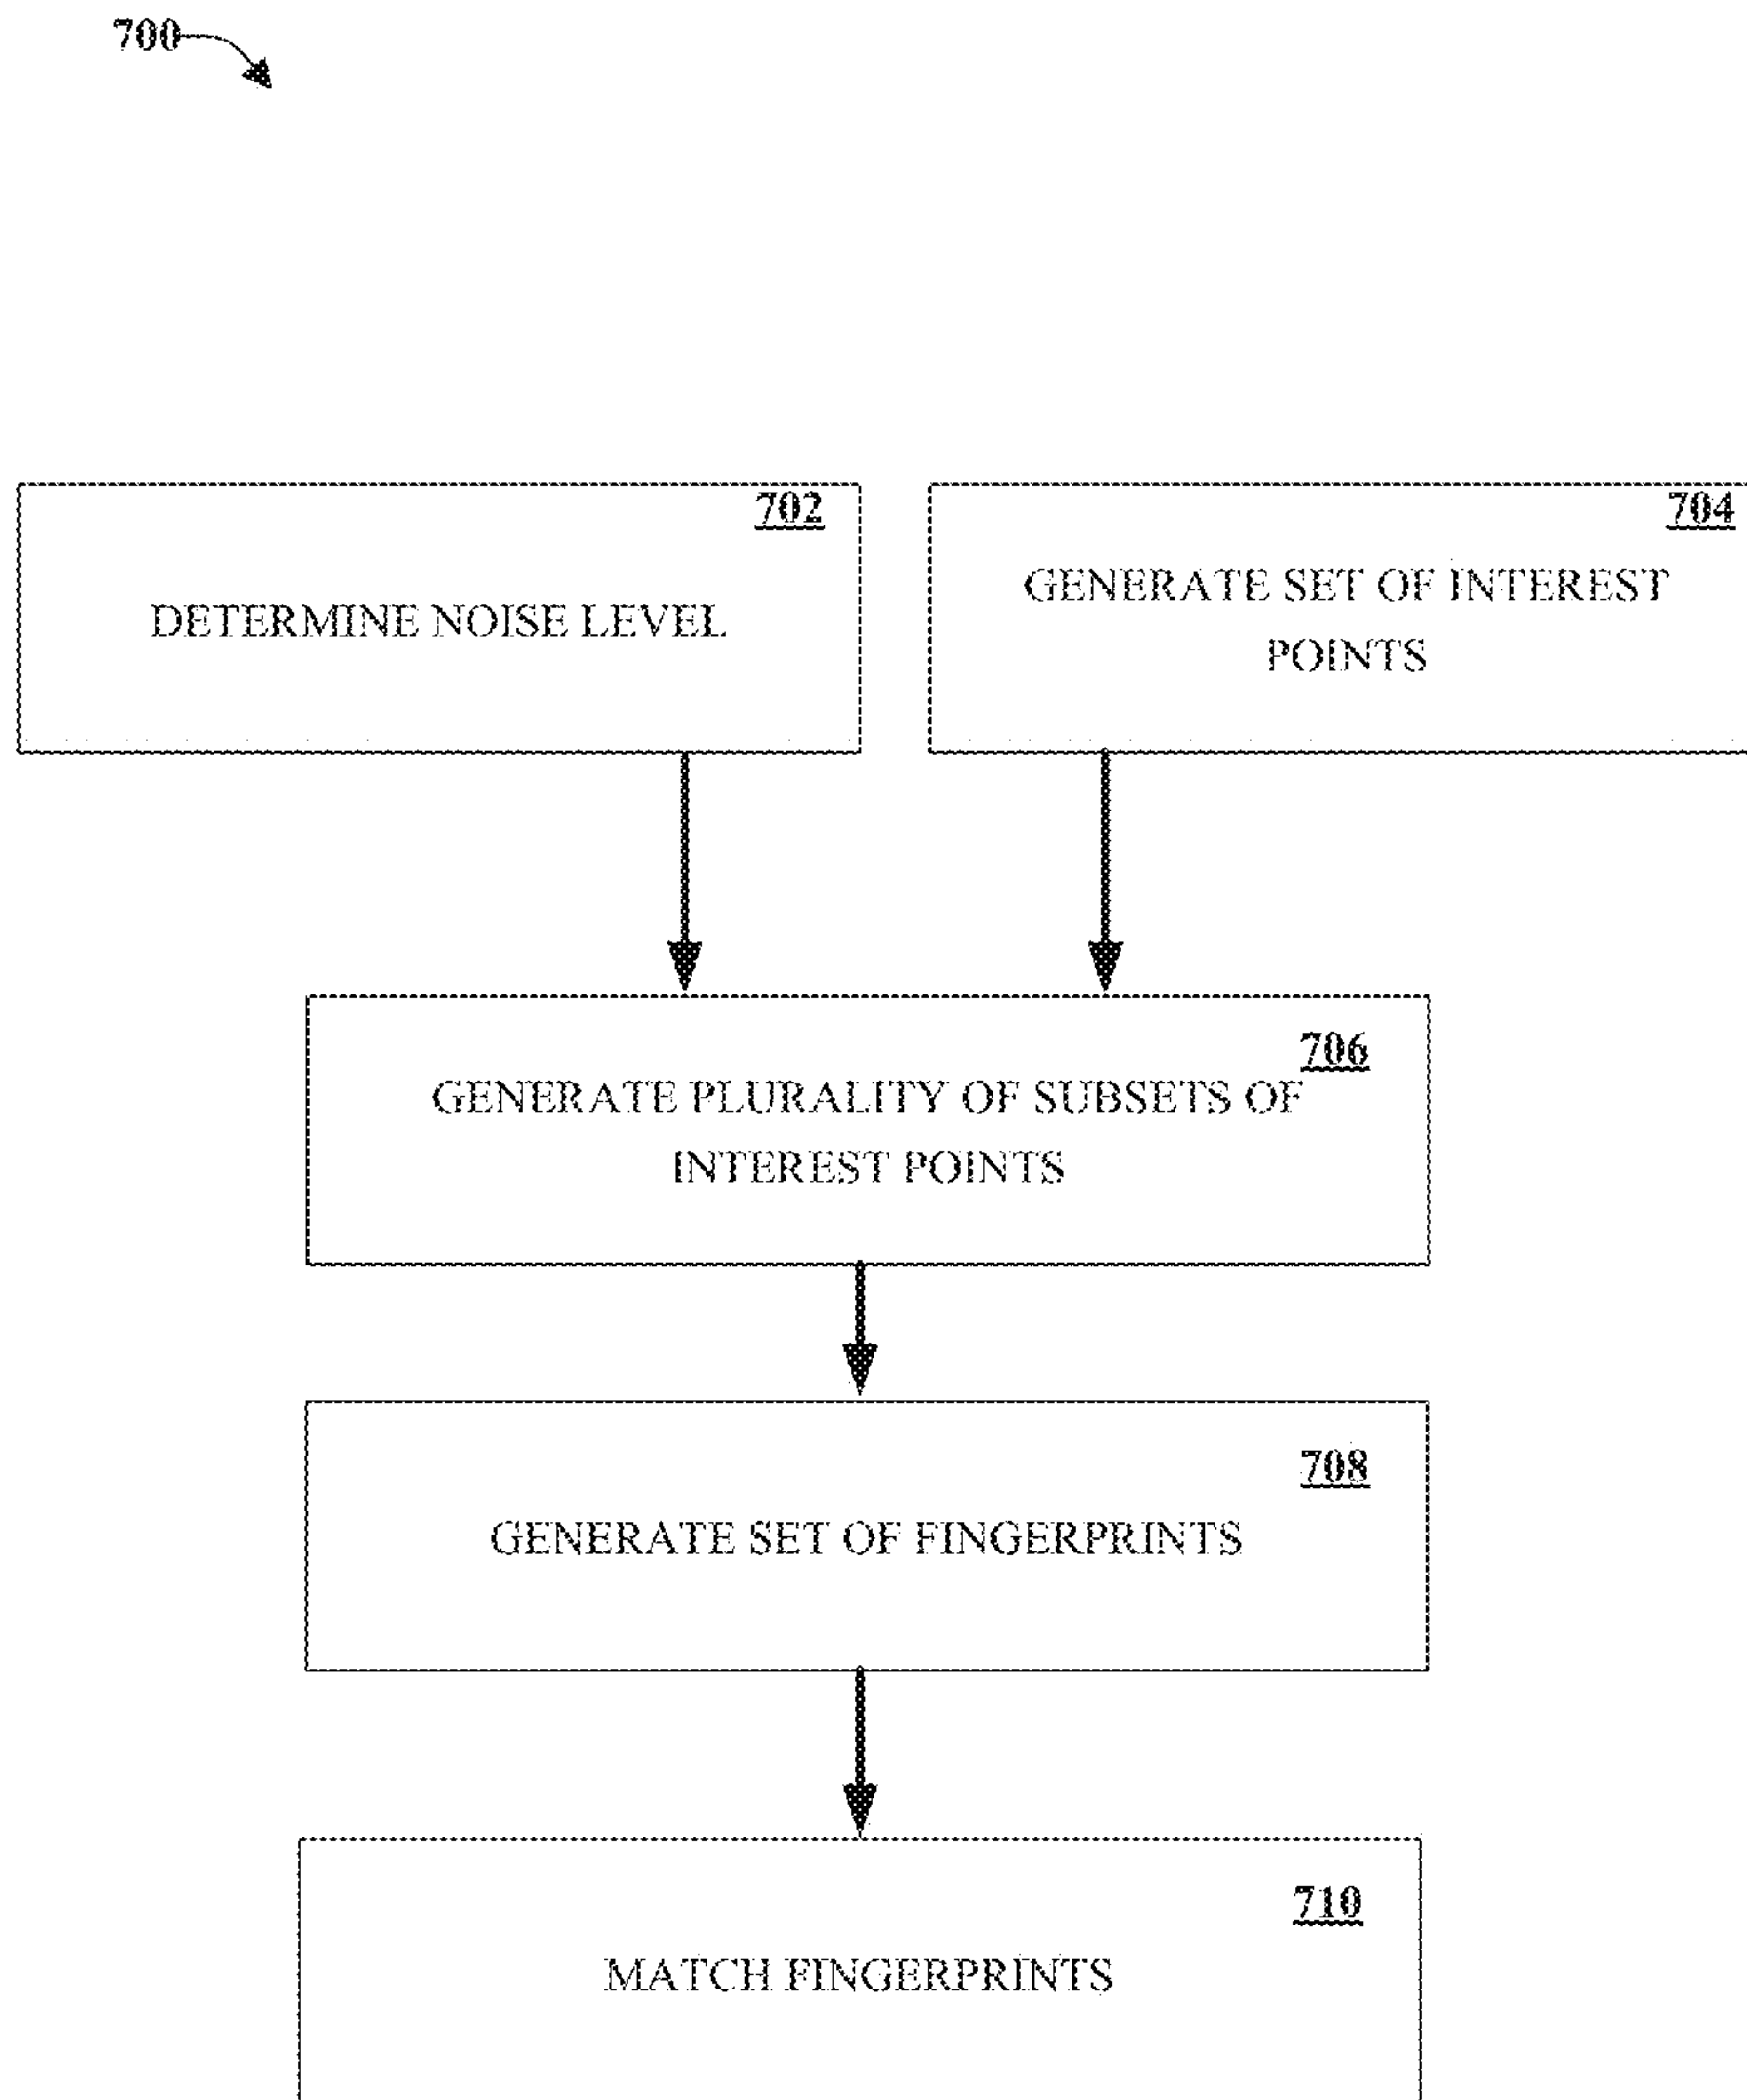 700
702
DETERMINE NOISE LEVEL
704
GENERATE SET OF INTEREST
POINTS
706
GENERATE PLURALITY OF SUBSETS OF
INTEREST POINTS
708
GENERATE SET OF FINGERPRINTS
710
MATCH FINGERPRINTS